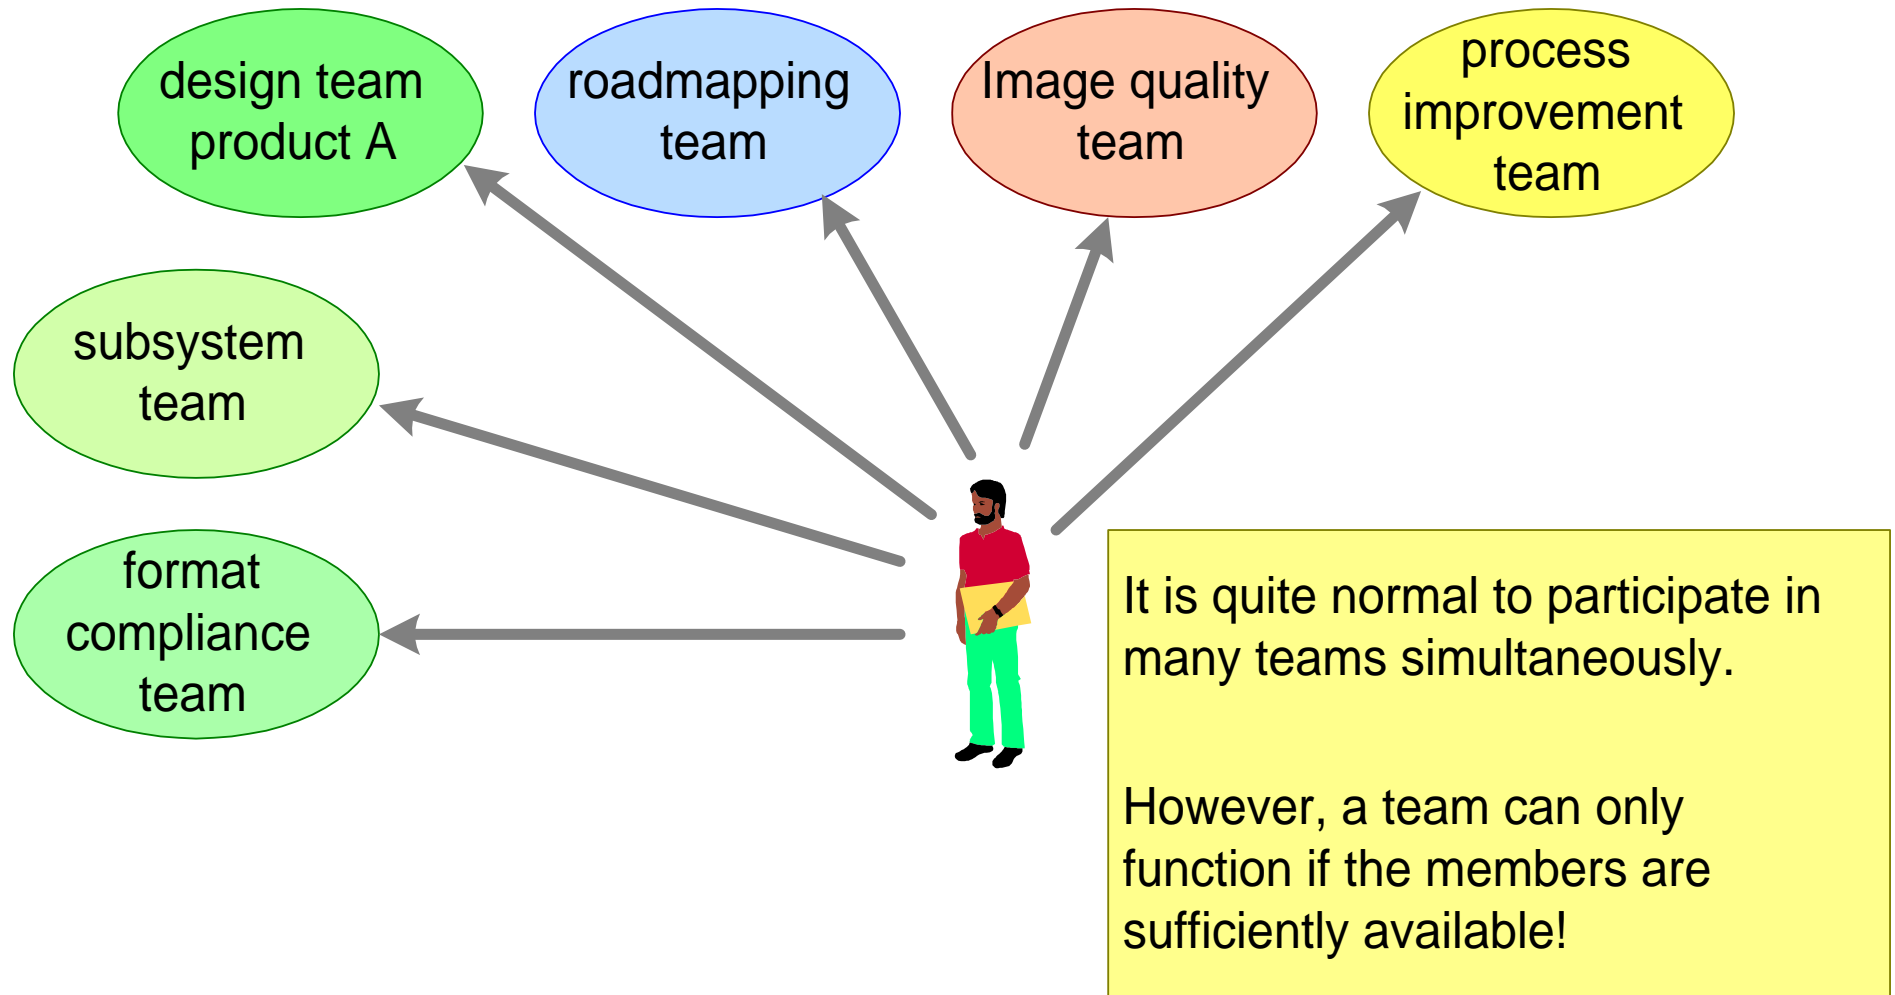 design team
product A
roadmapping
team
Image quality
team
process
improvement
team
subsystem
team
format
compliance
team
It is quite normal to participate in
many teams simultaneously.
However, a team can only
function if the members are
sufficiently available!